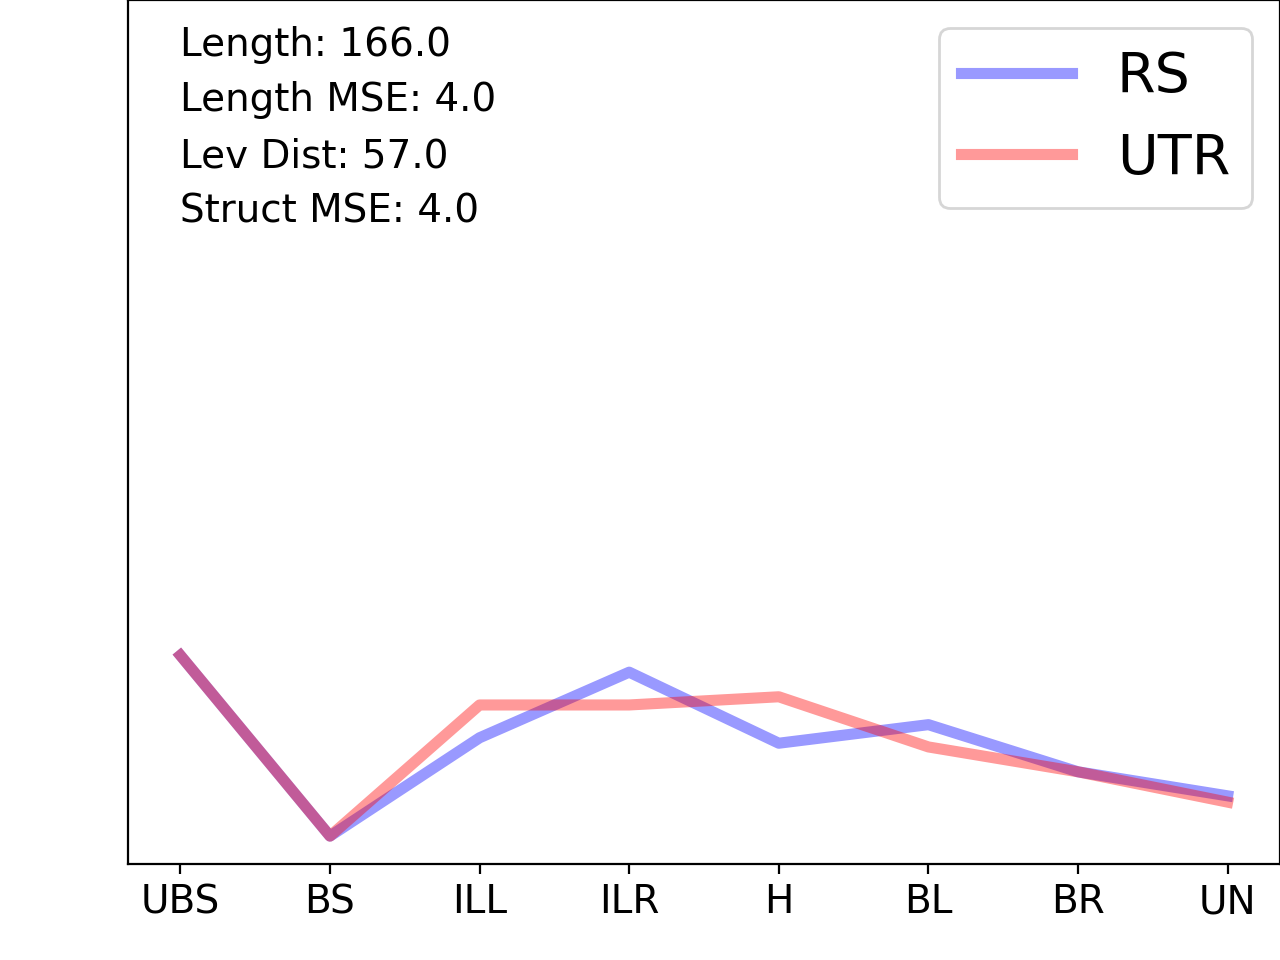 Length: 166.0
Length MSE: 4.0
Lev Dist: 57.0
Struct MSE: 4.0
RS
UTR
UBS BS ILL ILR H BL BR UN